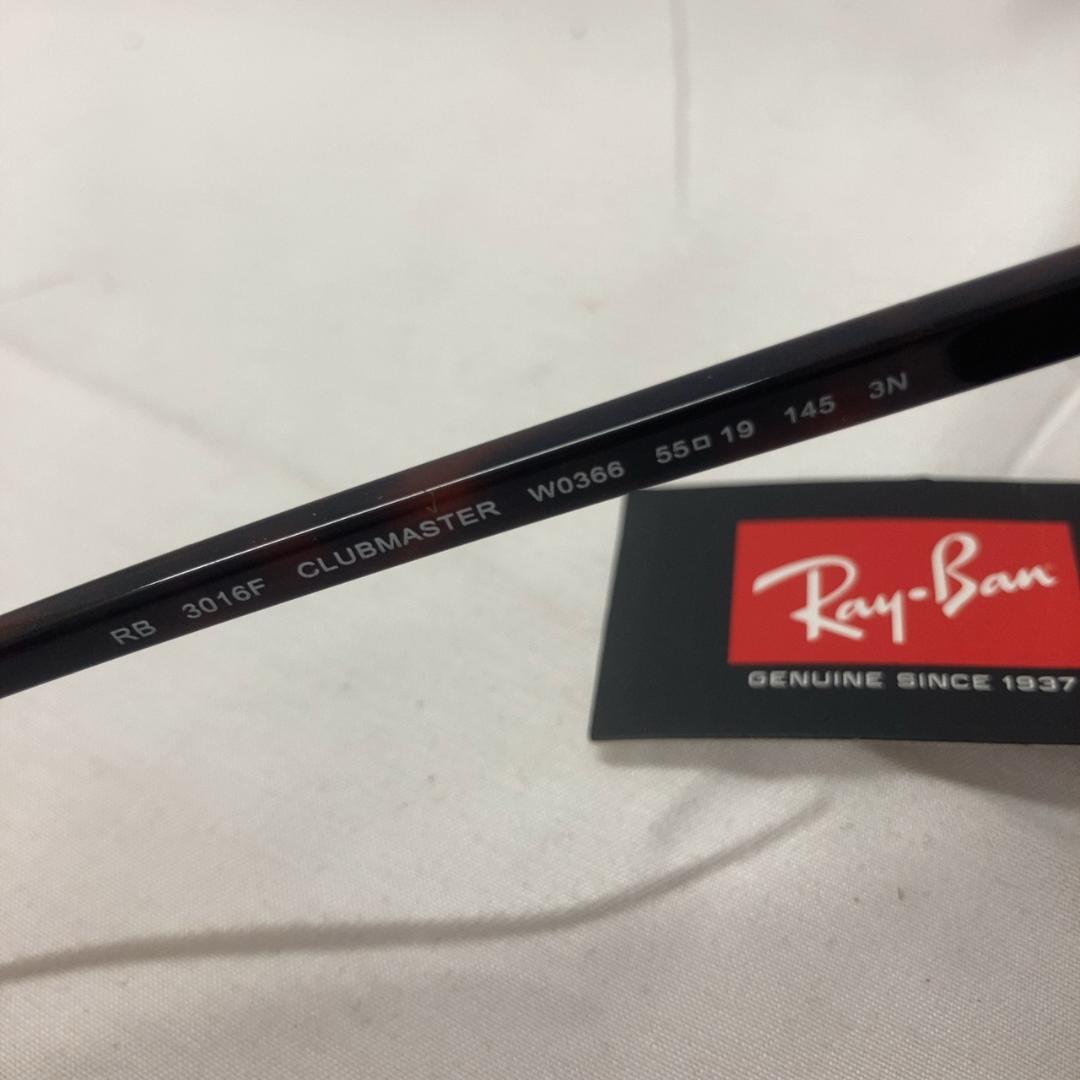 RB 3016F CLUBMASTER W0366 55□19 145 3N
Ray-Ban
GENUINE SINCE 1937